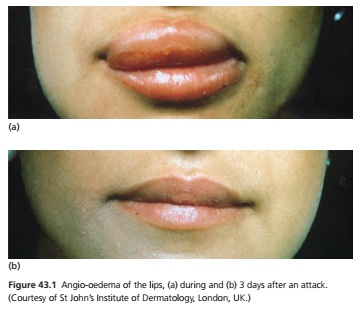 (a)
(b)
Figure 43.1 Angio-oedema of the lips, (a) during and (b) 3 days after an attack.
(Courtesy of St John's Institute of Dermatology, London, UK.)